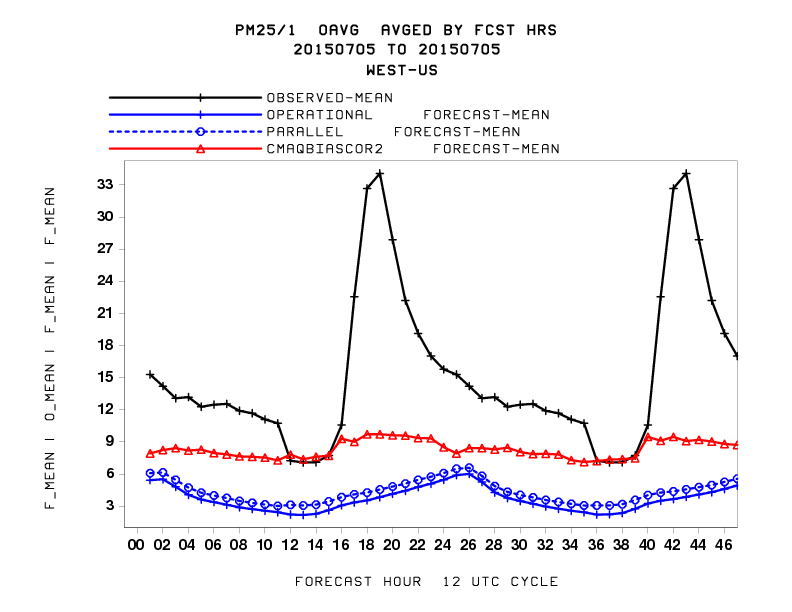 PM25/1 OAVG AVGED BY FCST HRS
20150705 TO 20150705
WEST-US
OBSERVED-MEAN
OPERATIONAL FORECAST-MEAN
PARALLEL FORECAST-MEAN
CMAQBIASCOR2 FORECAST-MEAN
F_MEAN | O_MEAN | F_MEAN | F_MEAN
33
30
27
24
21
18
15
12
9
6
3
00 02 04 06 08 10 12 14 16 18 20 22 24 26 28 30 32 34 36 38 40 42 44 46
FORECAST HOUR 12 UTC CYCLE